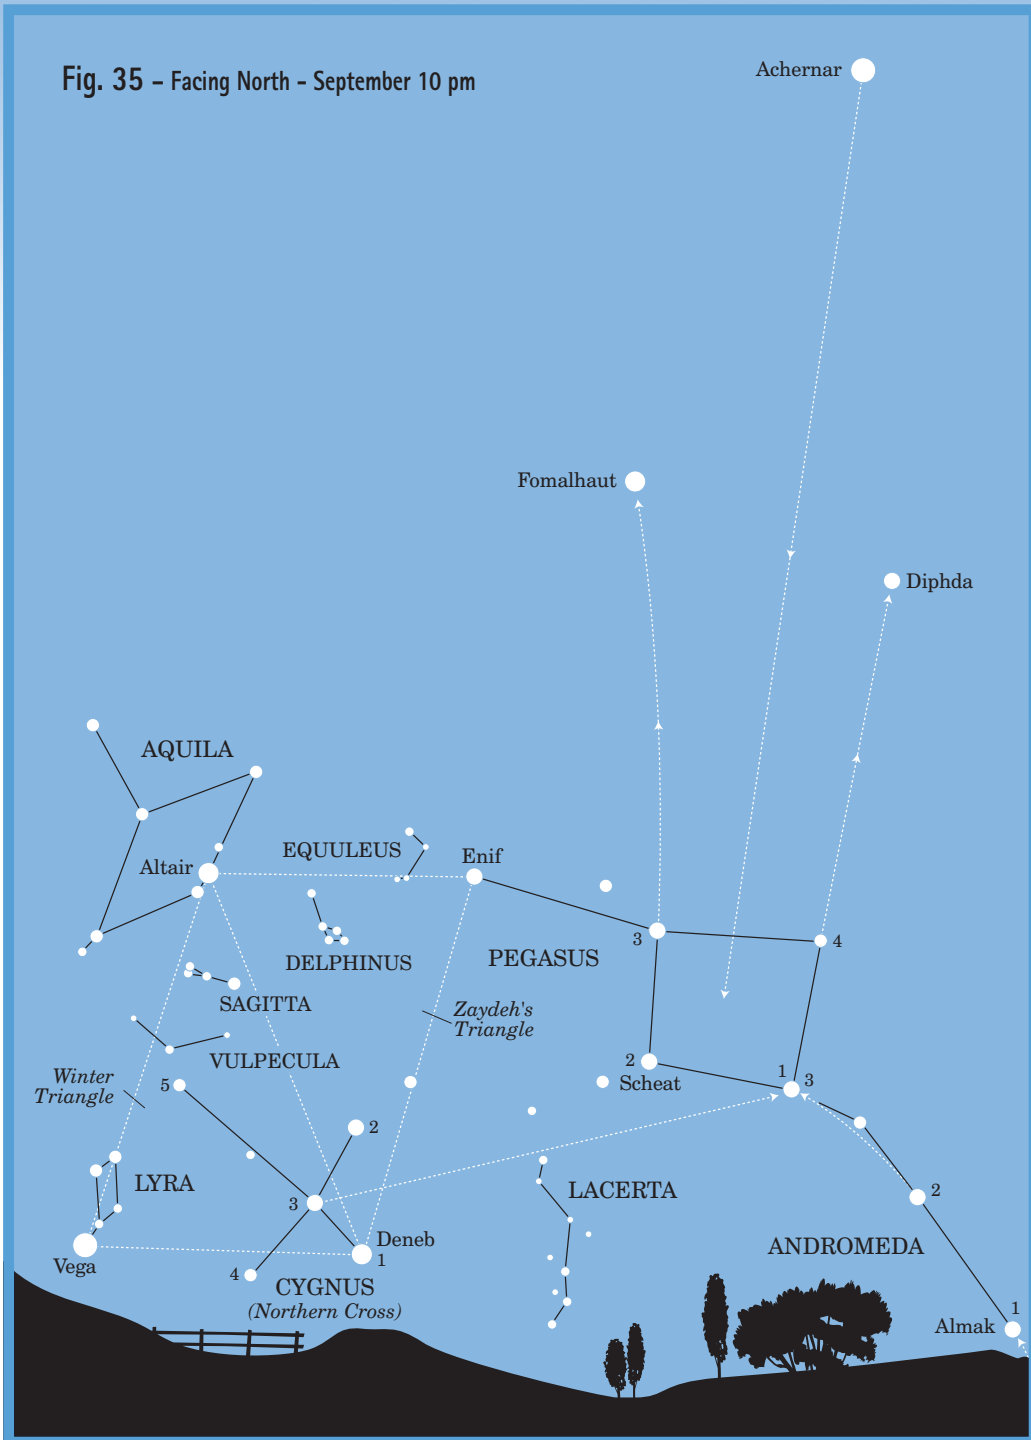 Fig. 35 – Facing North - September 10 pm
Achernar
Fomalhaut
Diphda
AQUILA
EQUULEUS
Enif
Altair
3
4
PEGASUS
DELPHINUS
SAGITTA
Zaydeh's
Triangle
VULPECULA
2
Scheat
1
3
Winter
Triangle
5
2
LYRA
LACERTA
2
3
Deneb
1
ANDROMEDA
Vega
4
CYGNUS
(Northern Cross)
1
Almak